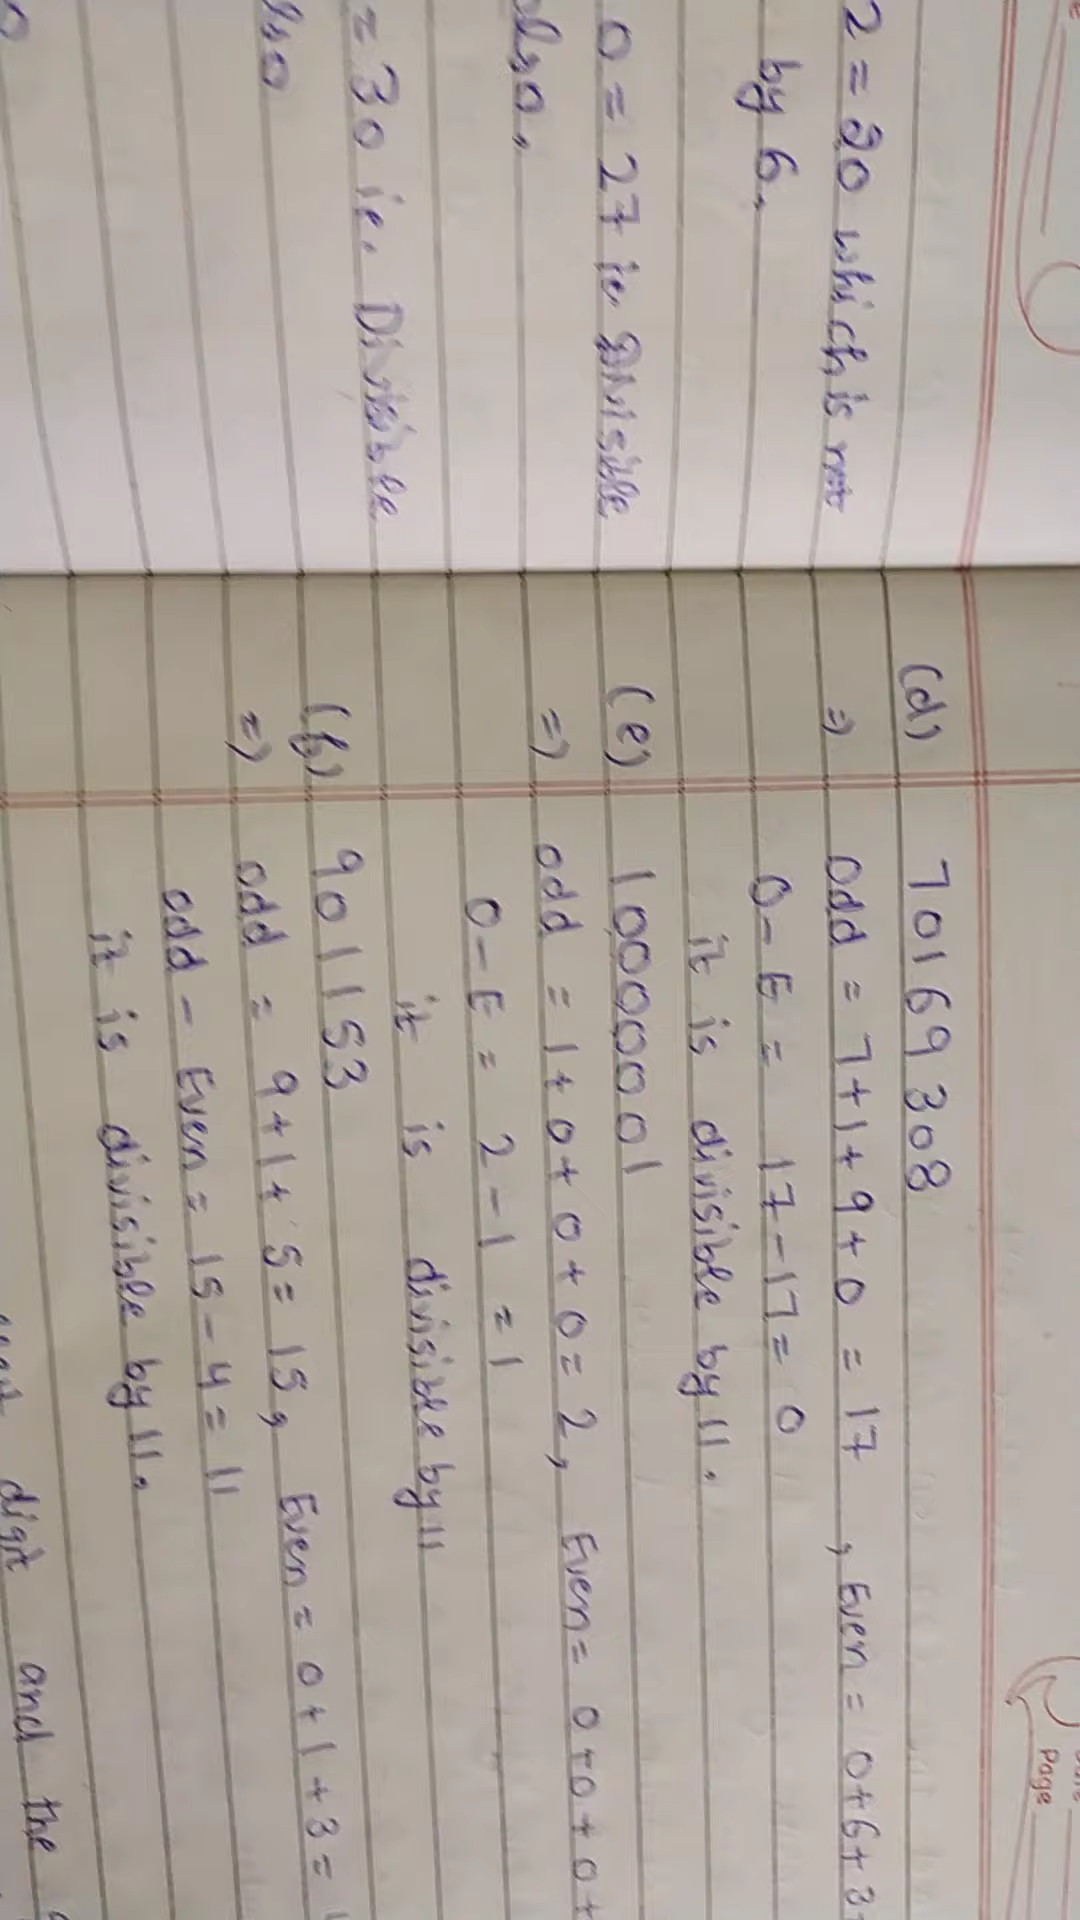 2 = 20 which is not
by 6.
0 = 27 ie. Divisible
also,
= 30 ie. Divisible
also
Page
(d) 70169308
=> Odd = 7+1+9+0 = 17 , Even = 0+6+3+
O-E = 17-17 = 0
it is divisible by 11.
(e) 10000001
=> odd = 1+0+0+0=2, Even = 0+0+0+
O-E = 2-1 = 1
it is divisible by 11
(f) 901153
=> odd = 9+1+5=15, Even = 0+1+3=
odd - Even = 15-4 = 11
it is divisible by 11.
digit and the